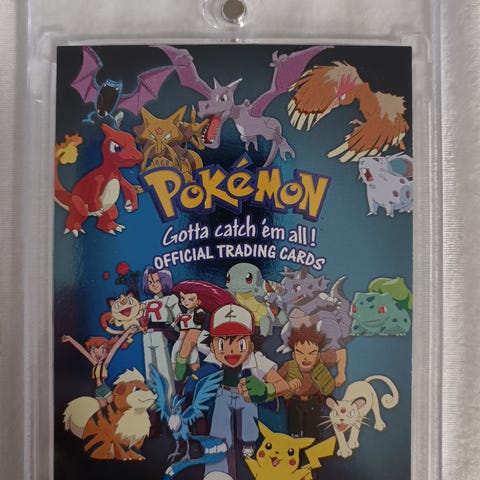 POKéMON
Gotta catch 'em all!
OFFICIAL TRADING CARDS
R
R